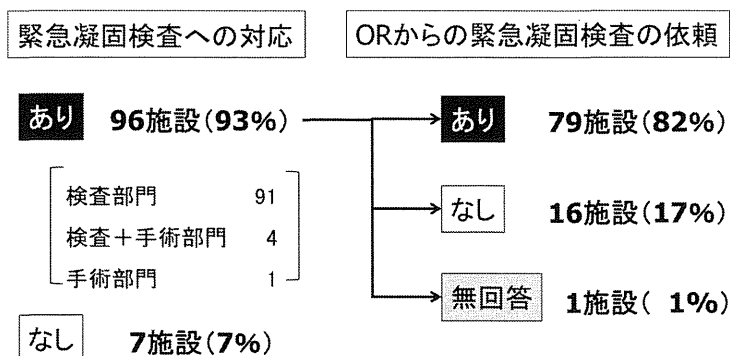 緊急凝固検査への対応
ORからの緊急凝固検査の依頼
あり 96施設(93%)
検査部門 91
検査+手術部門 4
手術部門 1
なし 7施設(7%)
あり 79施設(82%)
なし 16施設(17%)
無回答 1施設( 1%)